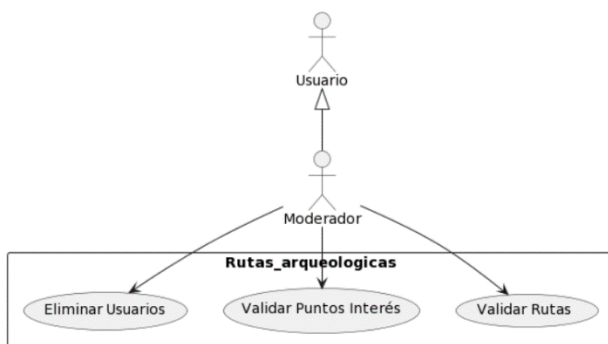 Usuario
Moderador
Rutas_arqueologicas
Eliminar Usuarios
Validar Puntos Interés
Validar Rutas